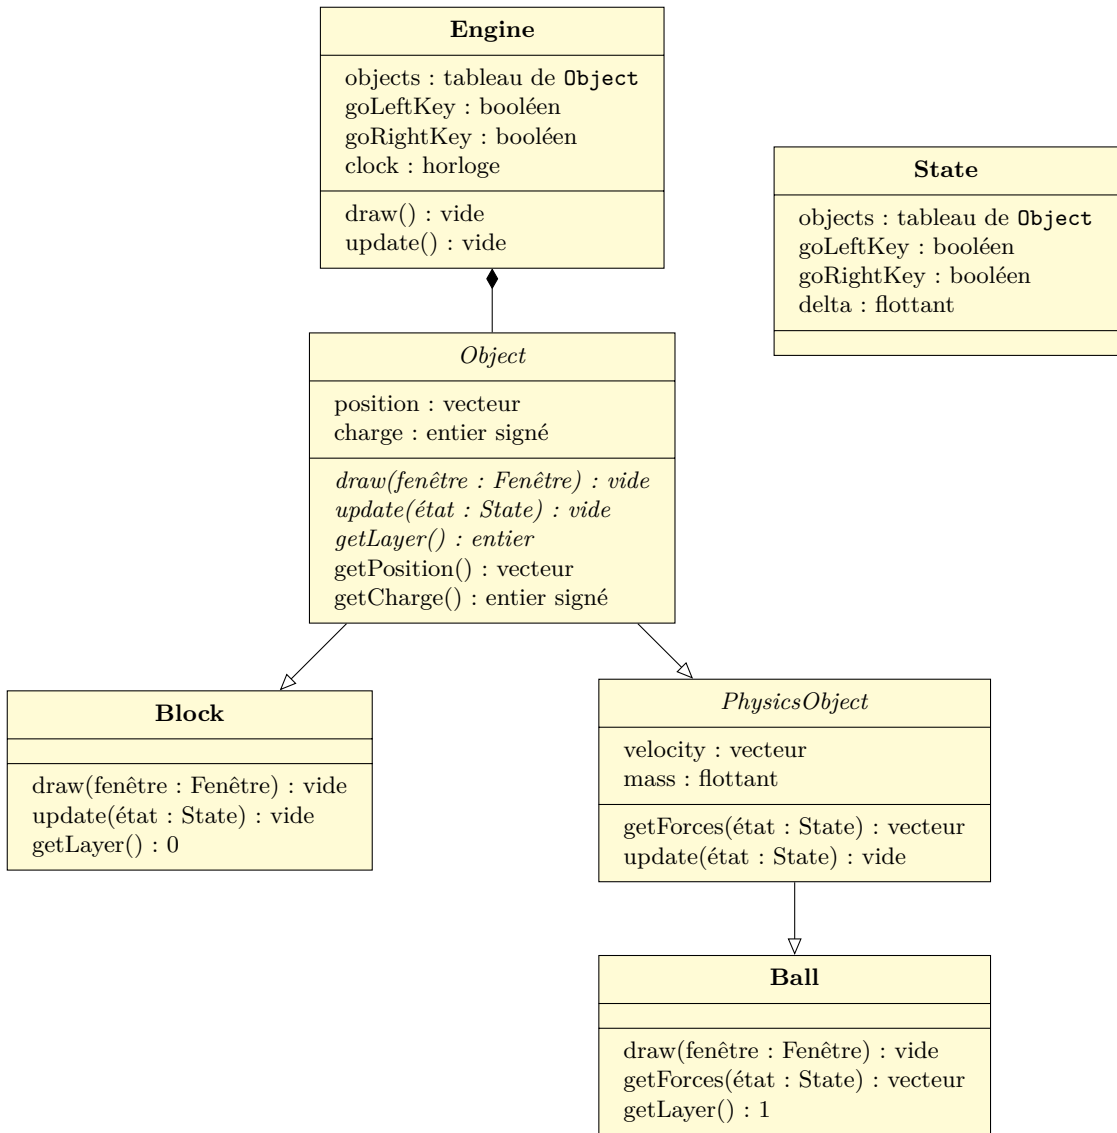 Engine
objects : tableau de Object
goLeftKey : booléen
goRightKey : booléen
clock : horloge
draw() : vide
update() : vide
State
objects : tableau de Object
goLeftKey : booléen
goRightKey : booléen
delta : flottant
Object
position : vecteur
charge : entier signé
draw(fenêtre : Fenêtre) : vide
update(état : State) : vide
getLayer() : entier
getPosition() : vecteur
getCharge() : entier signé
Block
draw(fenêtre : Fenêtre) : vide
update(état : State) : vide
getLayer() : 0
PhysicsObject
velocity : vecteur
mass : flottant
getForces(état : State) : vecteur
update(état : State) : vide
Ball
draw(fenêtre : Fenêtre) : vide
getForces(état : State) : vecteur
getLayer() : 1